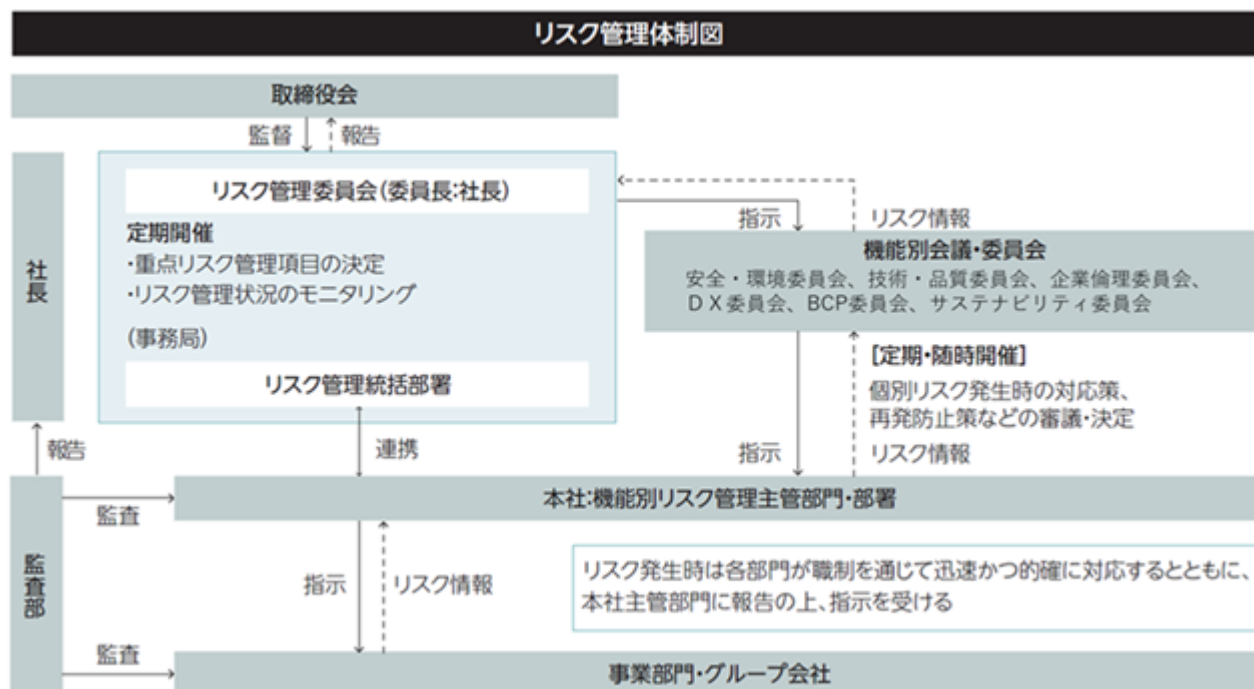 リスク管理体制図
取締役会
監督
報告
社長
リスク管理委員会(委員長:社長)
定期開催
・重点リスク管理項目の決定
・リスク管理状況のモニタリング
(事務局)
リスク管理統括部署
指示
リスク情報
機能別会議・委員会
安全・環境委員会、技術・品質委員会、企業倫理委員会、
DX委員会、BCP委員会、サステナビリティ委員会
[定期・随時開催]
個別リスク発生時の対応策、
再発防止策などの審議・決定
報告
連携
指示
リスク情報
監査部
監査
本社:機能別リスク管理主管部門・部署
指示
リスク情報
リスク発生時は各部門が職制を通じて迅速かつ的確に対応するとともに、
本社主管部門に報告の上、指示を受ける
監査
事業部門・グループ会社